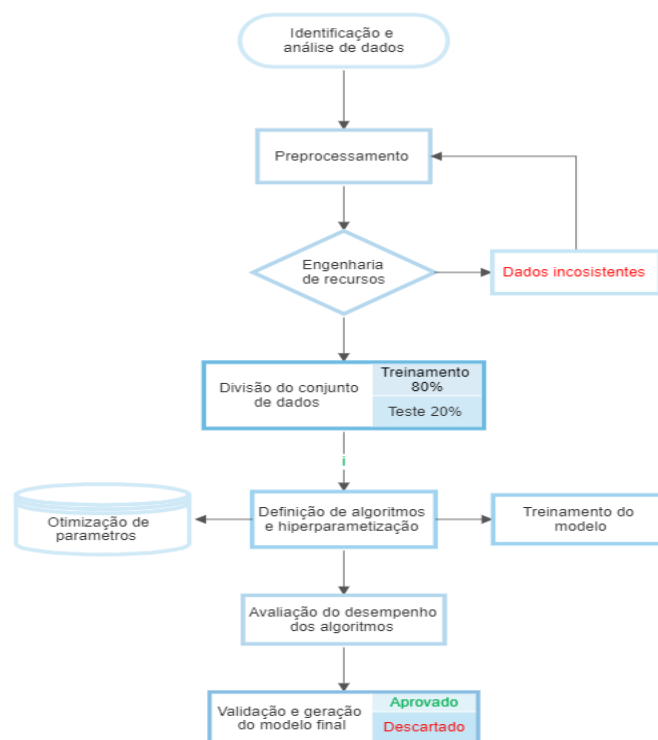 Identificação e
análise de dados
Preprocessamento
Engenharia
de recursos
Dados incosistentes
Divisão do conjunto
de dados
Treinamento
80%
Teste 20%
i
Otimização de
parametros
Definição de algoritmos
e hiperparametização
Treinamento do
modelo
Avaliação do desempenho
dos algoritmos
Validação e geração
do modelo final
Aprovado
Descartado